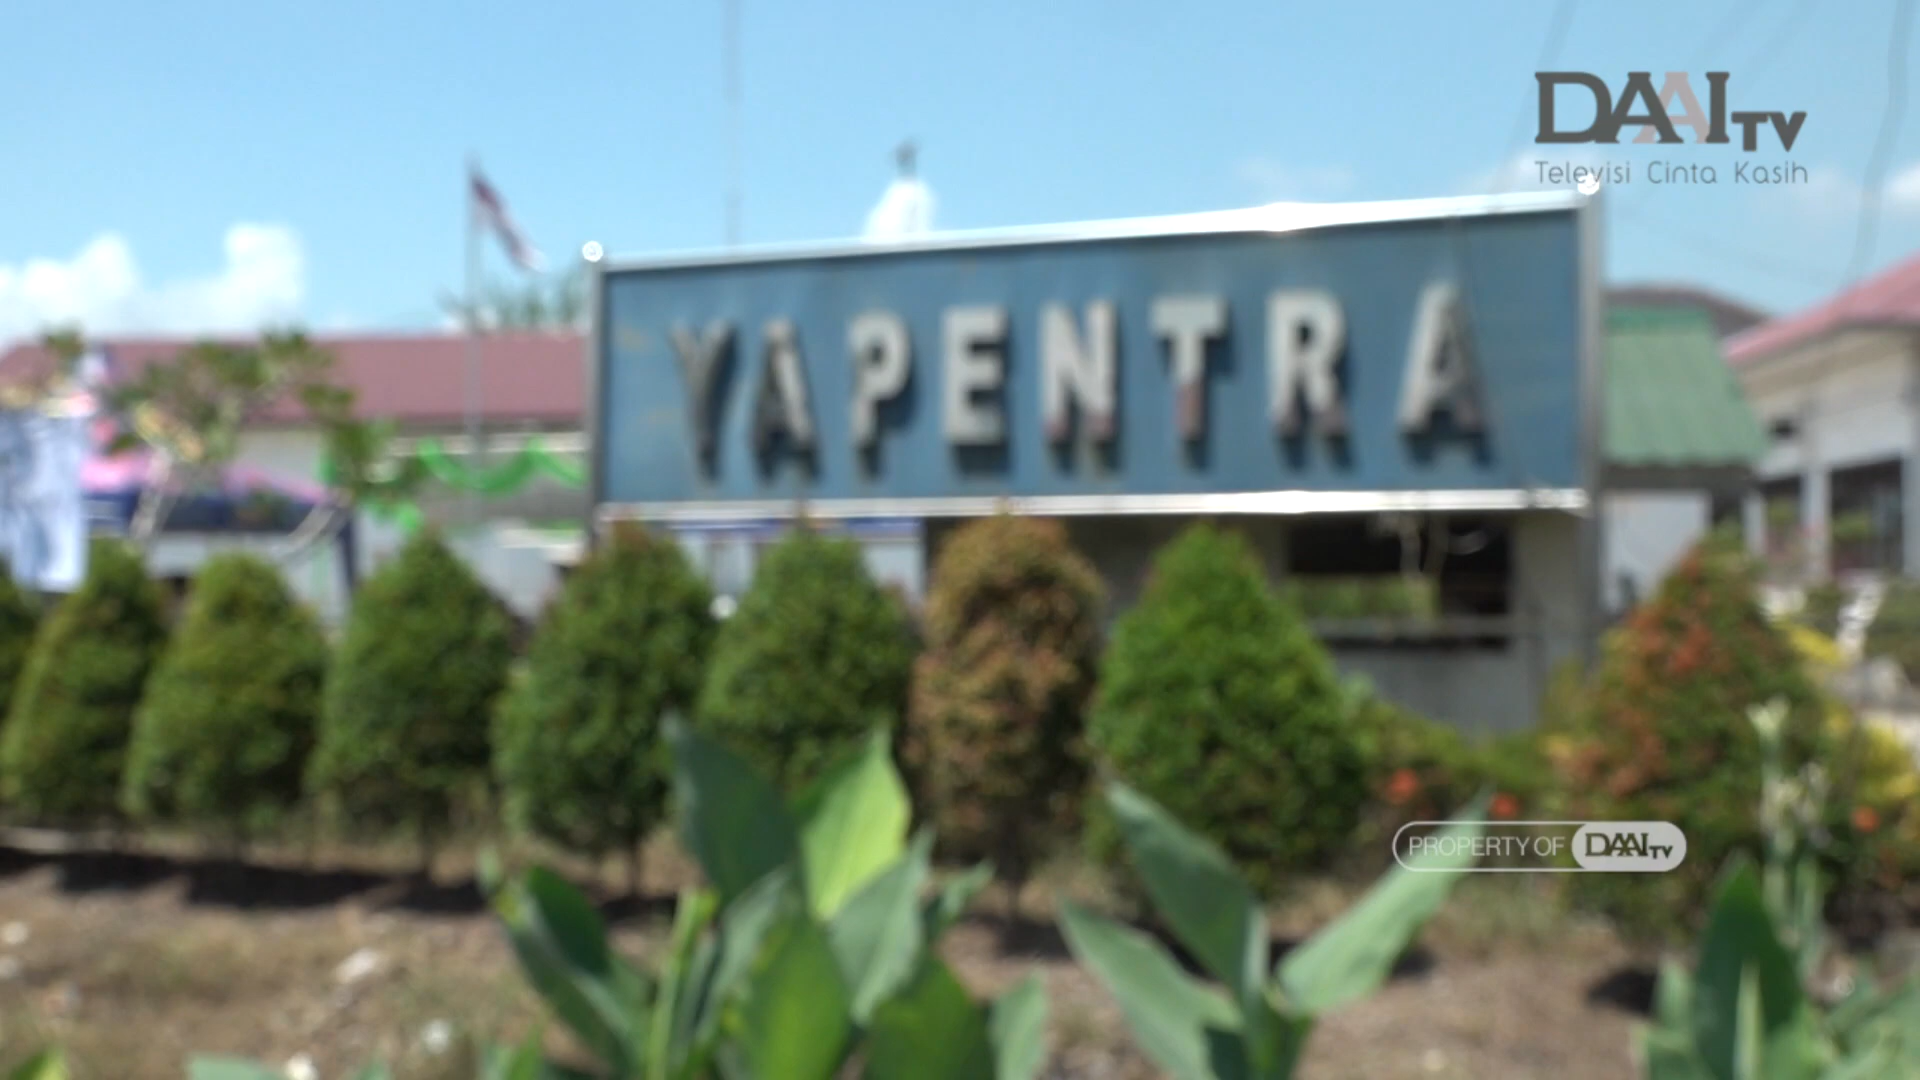 DAAI TV
Televisi Cinta Kasih
YAPENTRA
PROPERTY OF DAAI TV